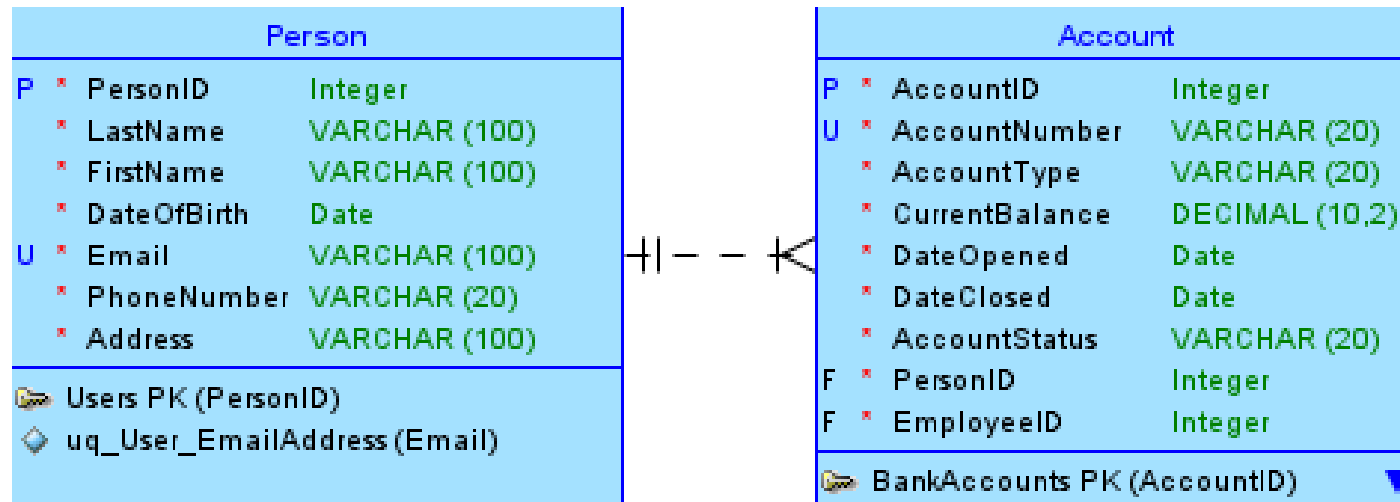 Person
P * PersonID Integer
* LastName VARCHAR (100)
* FirstName VARCHAR (100)
* DateOfBirth Date
U * Email VARCHAR (100)
* PhoneNumber VARCHAR (20)
* Address VARCHAR (100)
Users PK (PersonID)
uq_User_EmailAddress (Email)
Account
P * AccountID Integer
U * AccountNumber VARCHAR (20)
* AccountType VARCHAR (20)
* CurrentBalance DECIMAL (10,2)
* DateOpened Date
* DateClosed Date
* AccountStatus VARCHAR (20)
F * PersonID Integer
F * EmployeeID Integer
BankAccounts PK (AccountID)